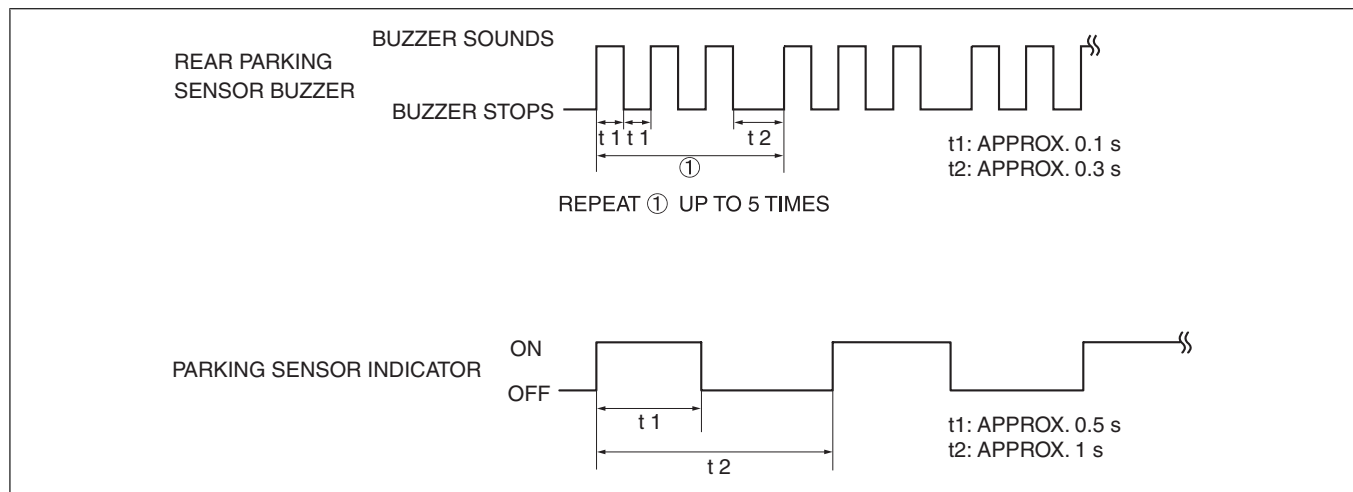 BUZZER SOUNDS
REAR PARKING
SENSOR BUZZER
BUZZER STOPS
t 1 t 1 t 2
①
t1: APPROX. 0.1 s
t2: APPROX. 0.3 s
REPEAT ① UP TO 5 TIMES
ON
PARKING SENSOR INDICATOR
OFF
t 1
t 2
t1: APPROX. 0.5 s
t2: APPROX. 1 s